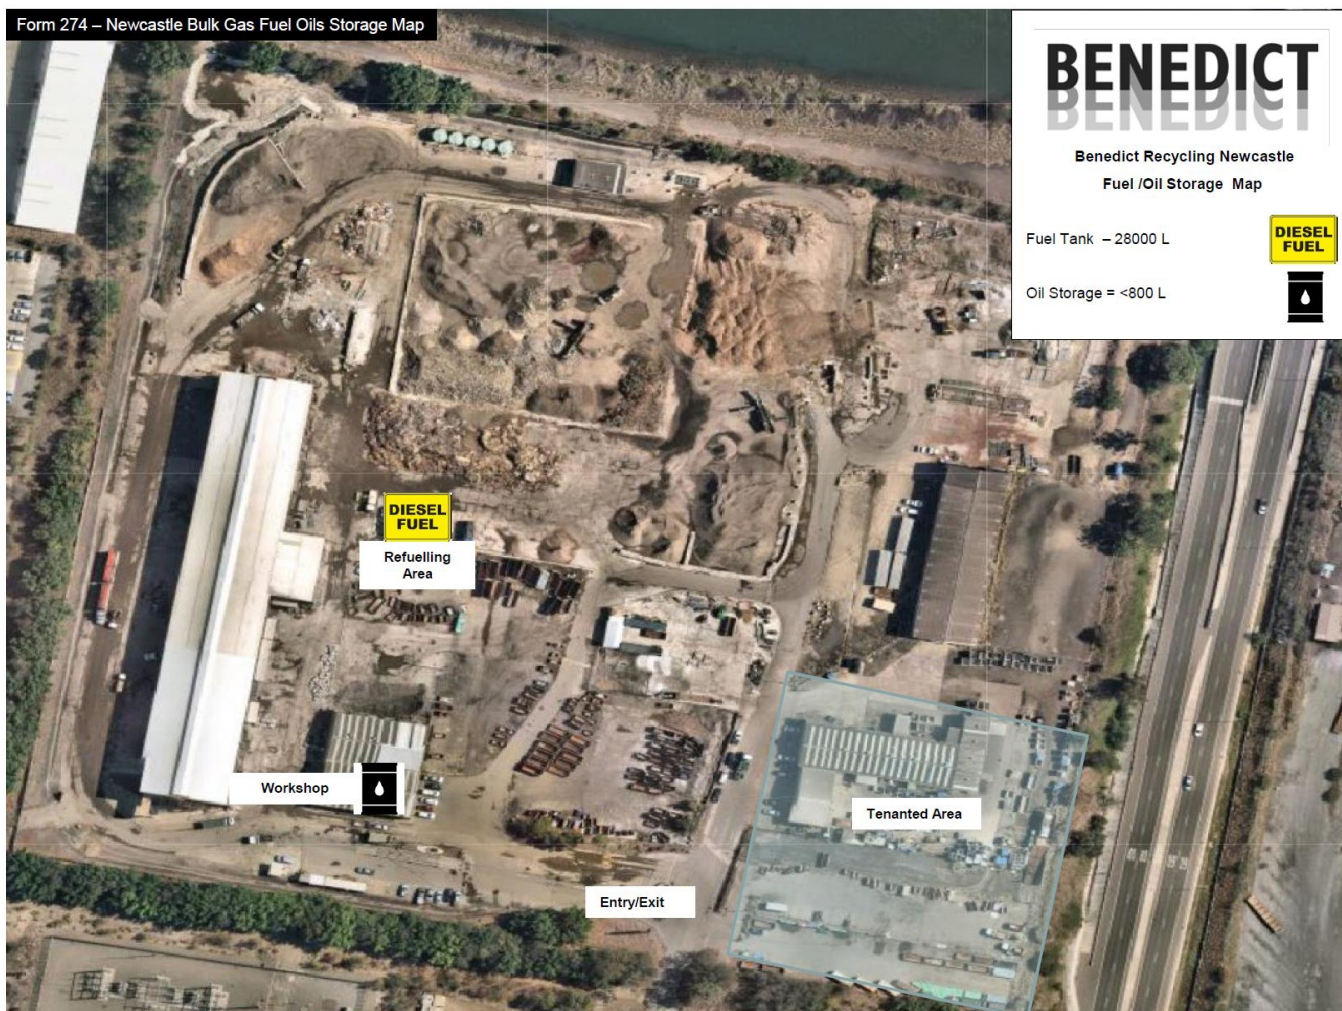 Form 274 – Newcastle Bulk Gas Fuel Oils Storage Map
BENEDICT
Benedict Recycling Newcastle
Fuel /Oil Storage Map
Fuel Tank – 28000 L
DIESEL
FUEL
Oil Storage = <800 L
DIESEL
FUEL
Refuelling
Area
Workshop
Tenanted Area
Entry/Exit